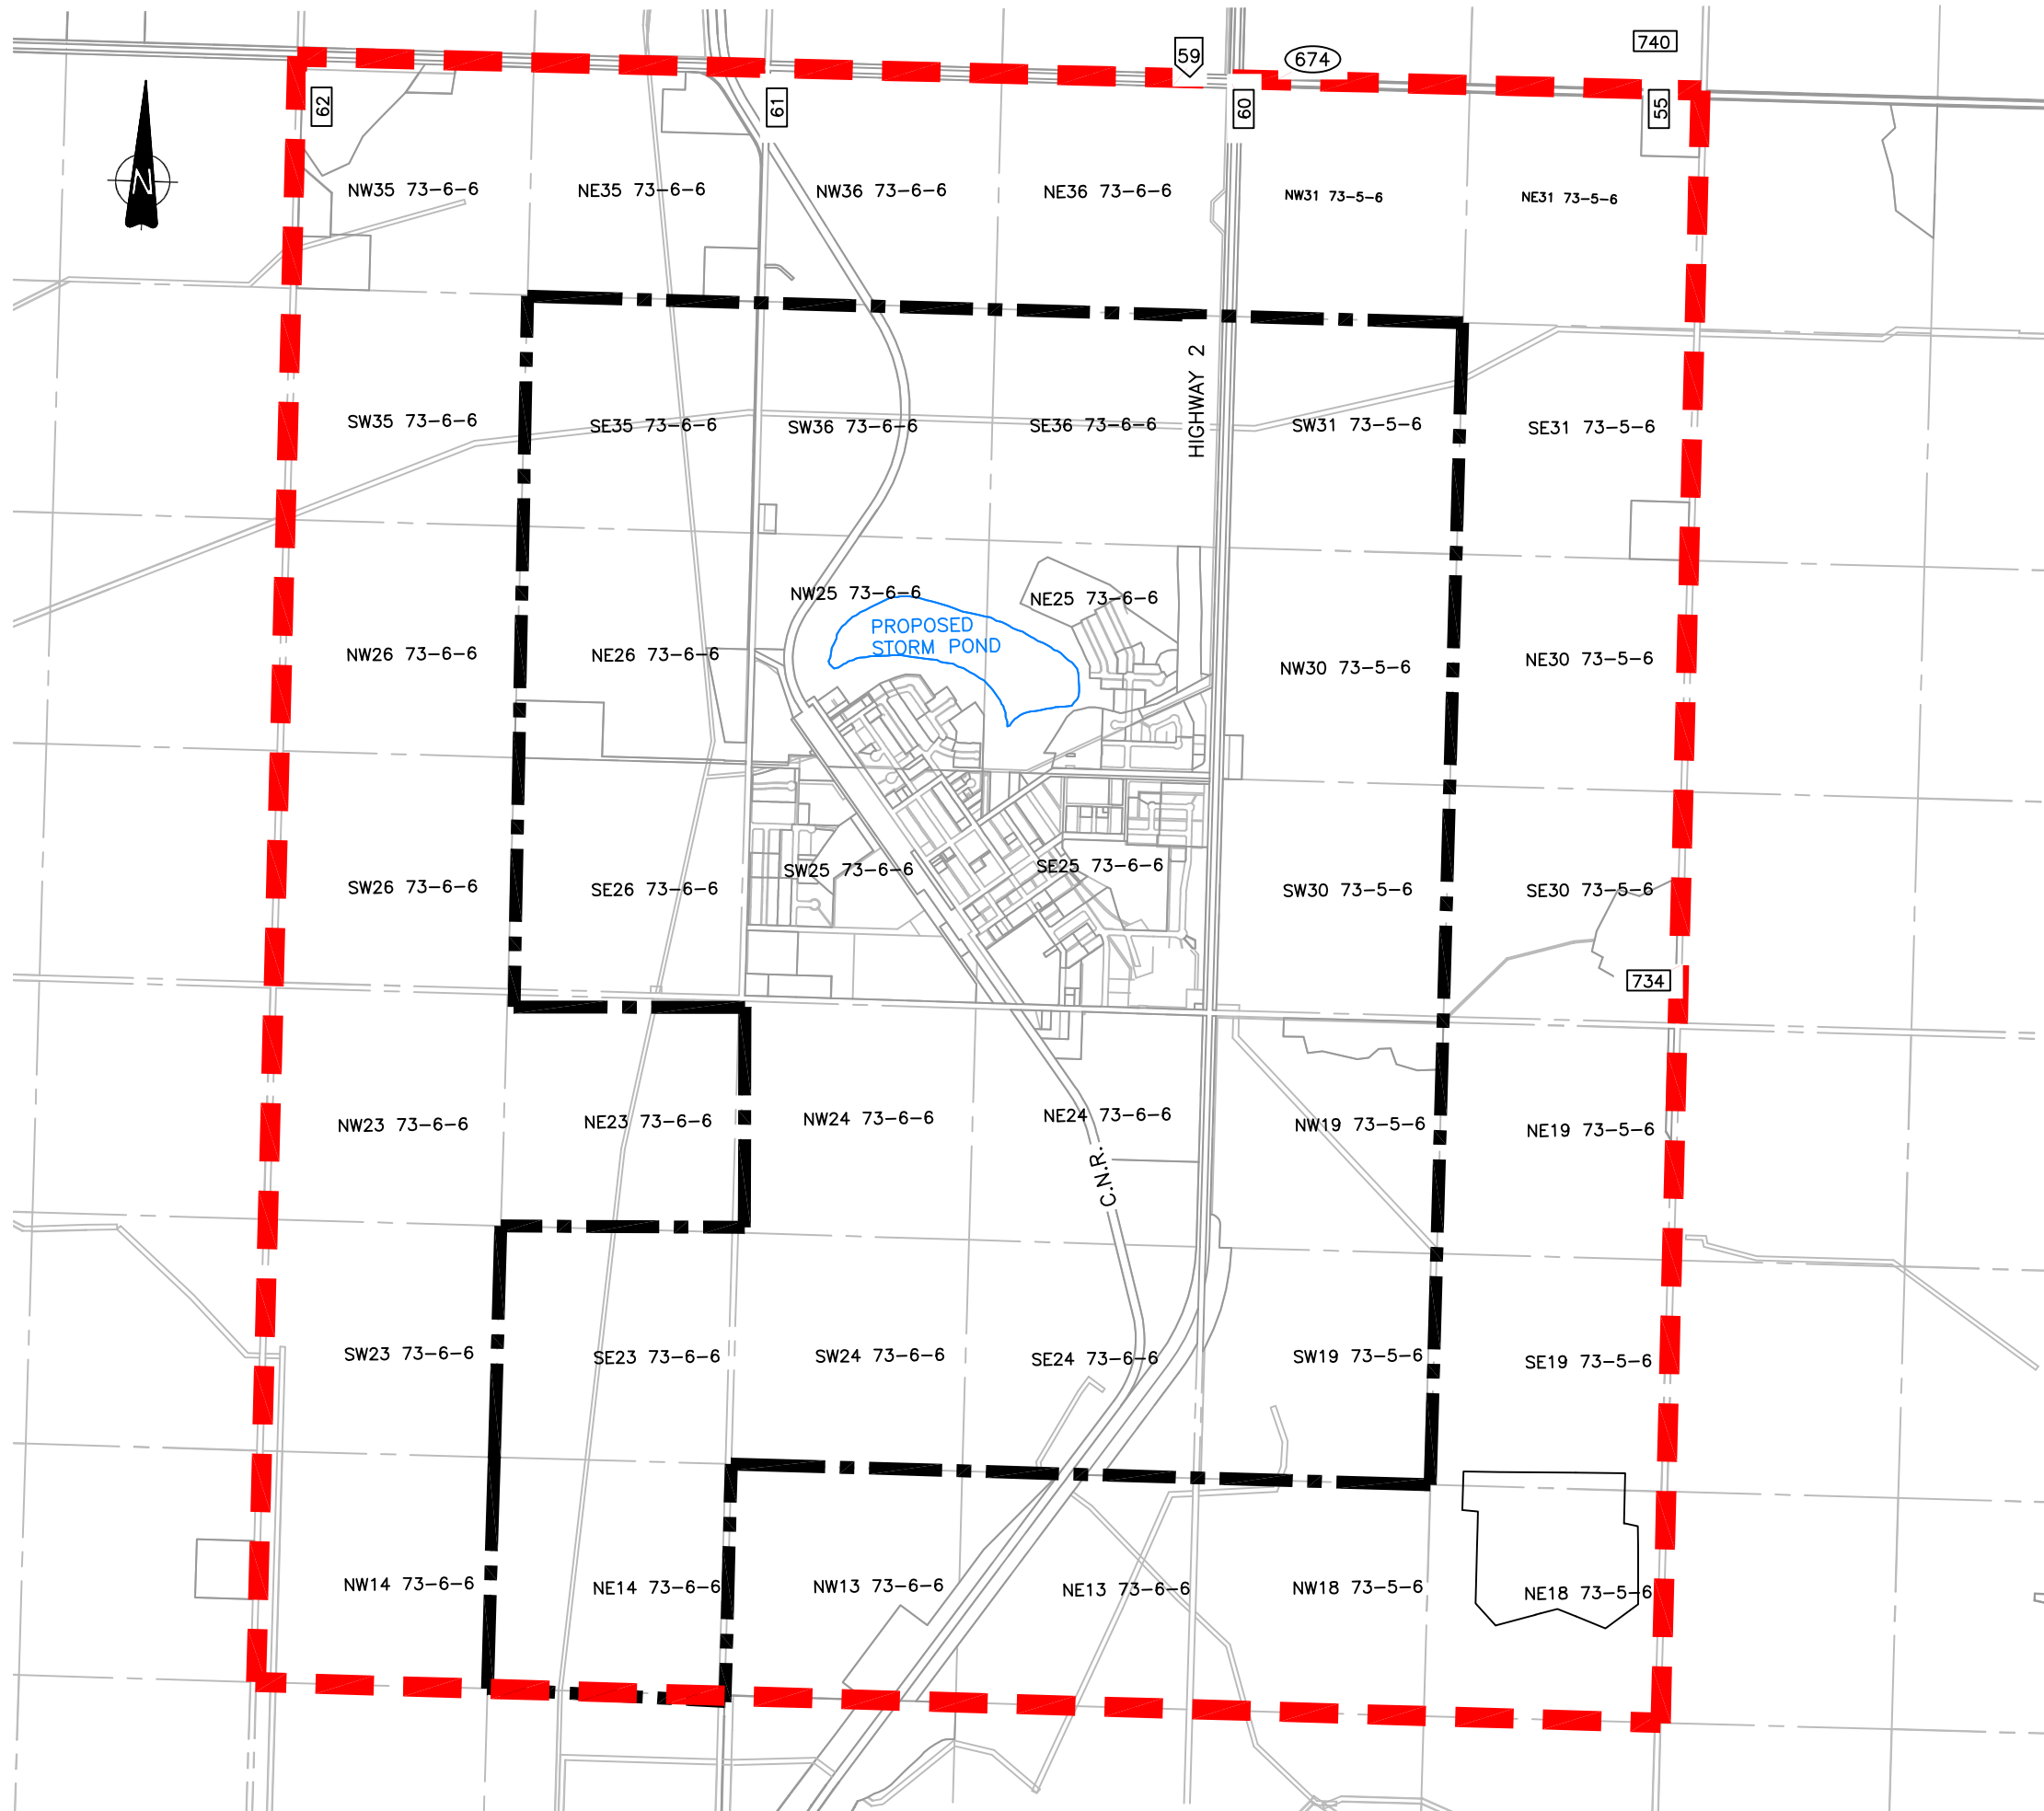 740
59
674
62
61
60
55
N
NW35 73-6-6
NE35 73-6-6
NW36 73-6-6
NE36 73-6-6
NW31 73-5-6
NE31 73-5-6
HIGHWAY 2
SW35 73-6-6
SE35 73-6-6
SW36 73-6-6
SE36 73-6-6
SW31 73-5-6
SE31 73-5-6
NW25 73-6-6
NE25 73-6-6
PROPOSED
STORM POND
NW26 73-6-6
NE26 73-6-6
NW30 73-5-6
NE30 73-5-6
SW26 73-6-6
SE26 73-6-6
SW25 73-6-6
SE25 73-6-6
SW30 73-5-6
SE30 73-5-6
734
NW23 73-6-6
NE23 73-6-6
NW24 73-6-6
NE24 73-6-6
NW19 73-5-6
NE19 73-5-6
C.N.R.
SW23 73-6-6
SE23 73-6-6
SW24 73-6-6
SE24 73-6-6
SW19 73-5-6
SE19 73-5-6
NW14 73-6-6
NE14 73-6-6
NW13 73-6-6
NE13 73-6-6
NW18 73-5-6
NE18 73-5-6